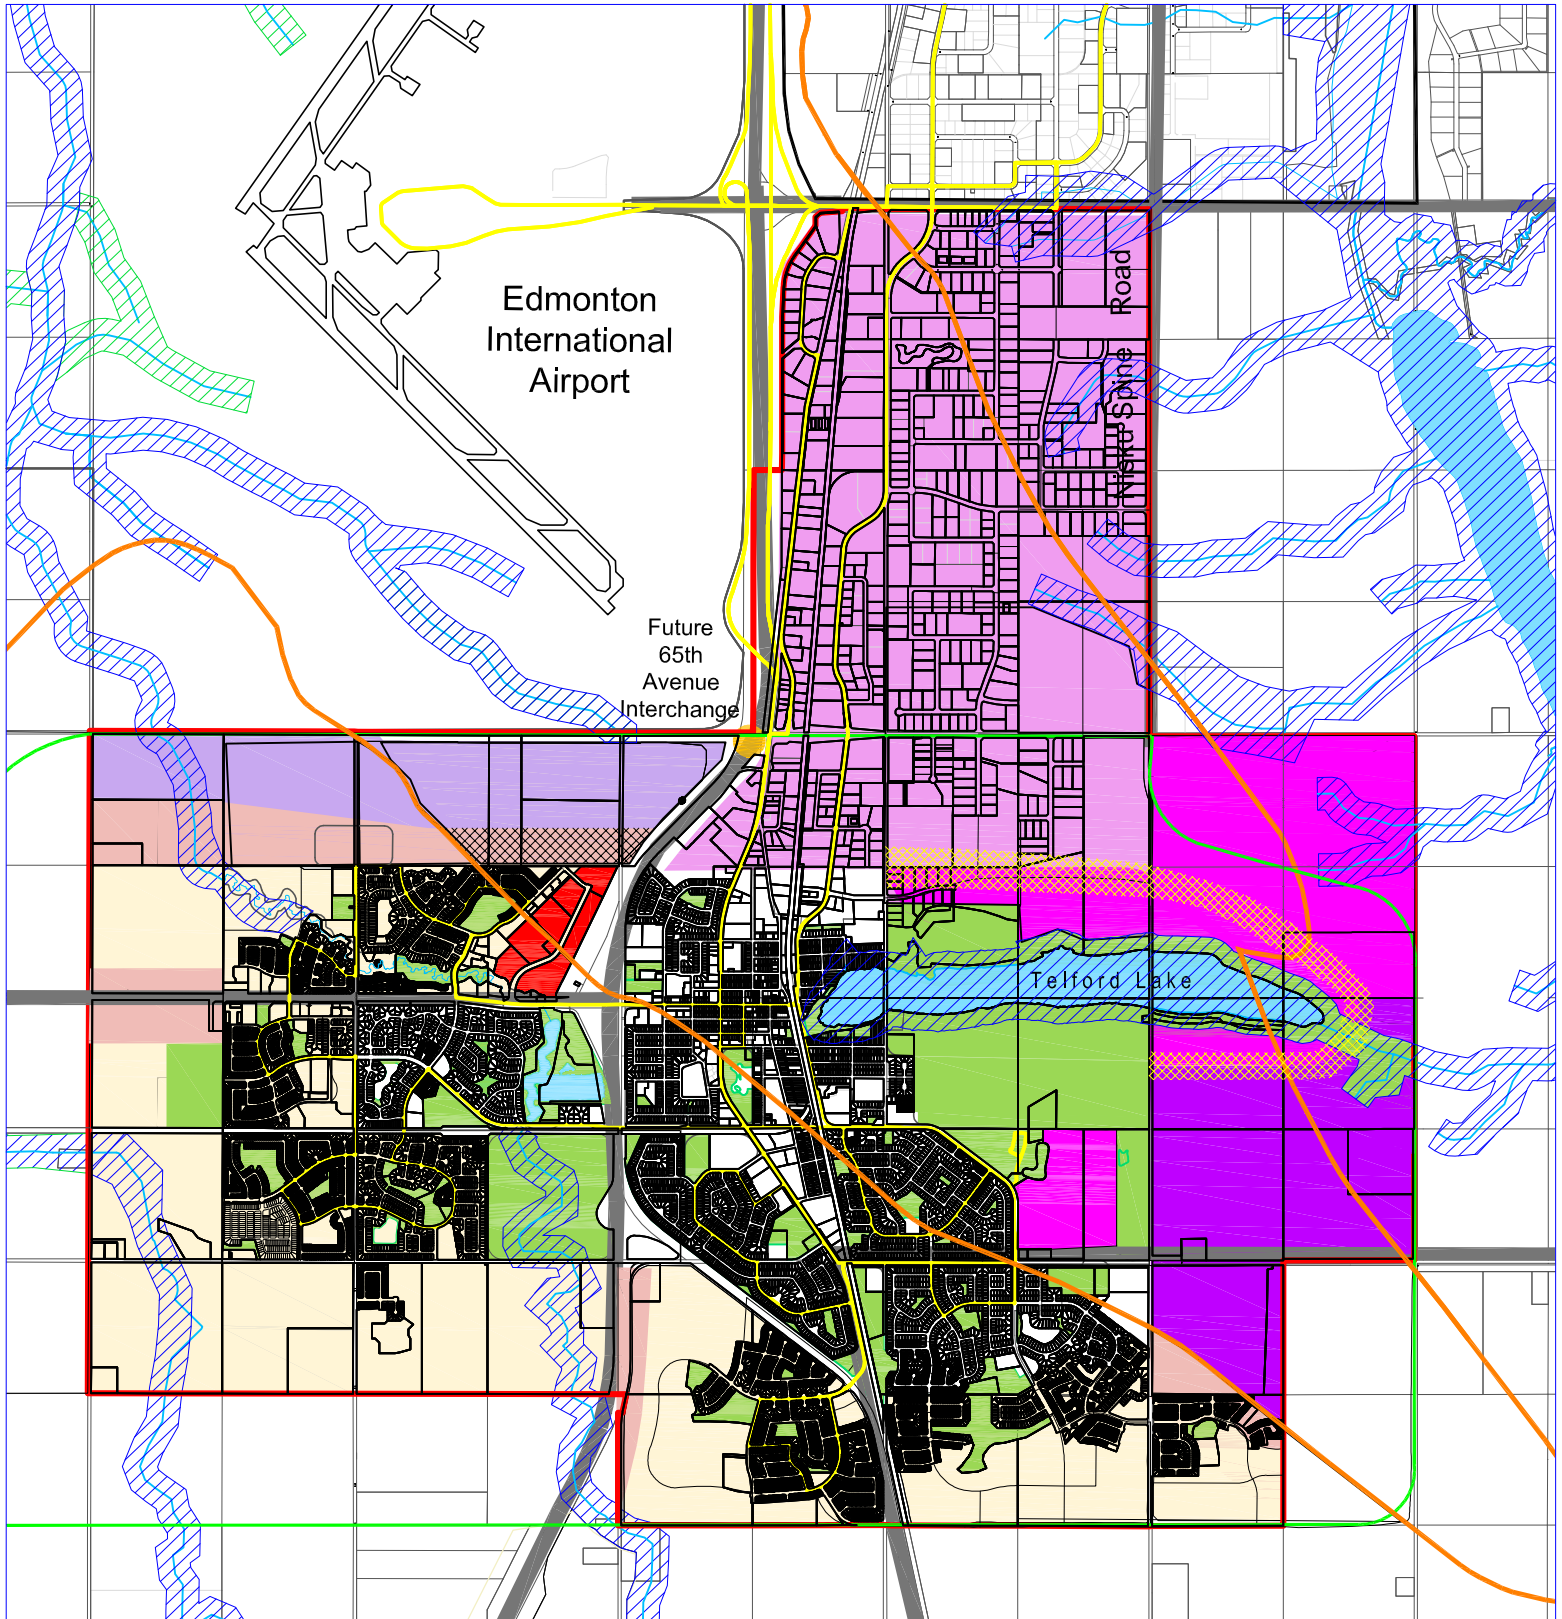 Edmonton
International
Airport
Nisku Spine Road
Future
65th
Avenue
Interchange
Telford Lake